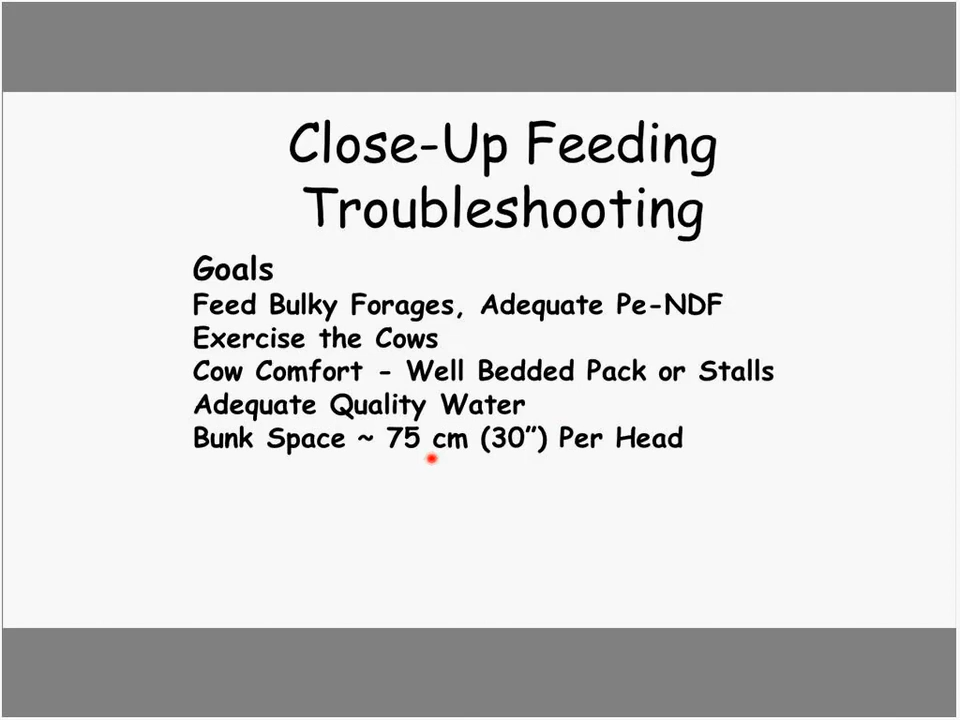 Close-Up Feeding
Troubleshooting
Goals
Feed Bulky Forages, Adequate Pe-NDF
Exercise the Cows
Cow Comfort - Well Bedded Pack or Stalls
Adequate Quality Water
Bunk Space ~ 75 cm (30”) Per Head